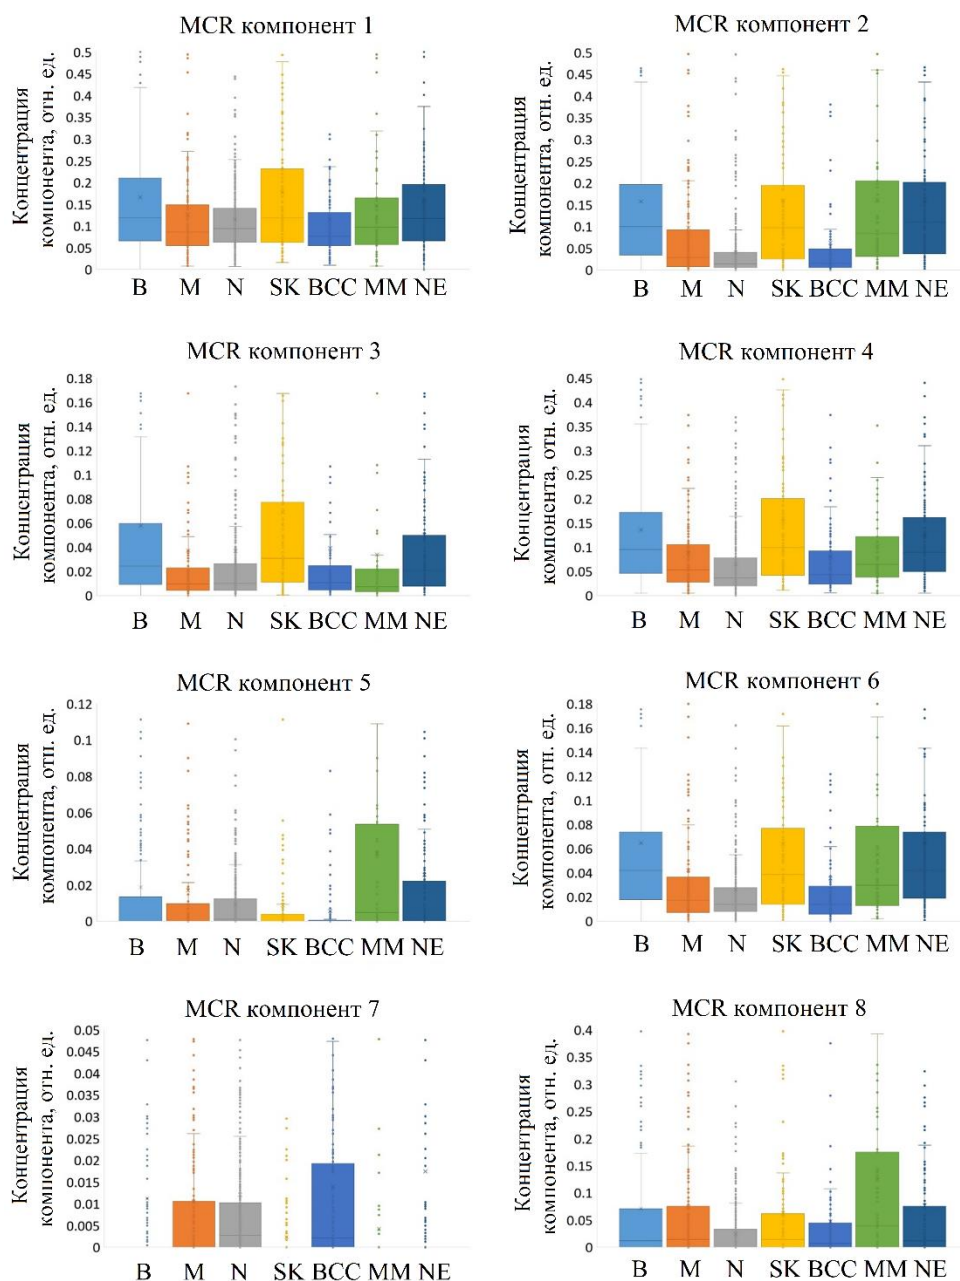 MCR компонент 1
Концентрация
компонента, отн. ед.
0.5
0.45
0.4
0.35
0.3
0.25
0.2
0.15
0.1
0.05
0
B M N SK BCC MM NE
MCR компонент 2
Концентрация
компонента, отн. ед.
0.5
0.45
0.4
0.35
0.3
0.25
0.2
0.15
0.1
0.05
0
B M N SK BCC MM NE
MCR компонент 3
Концентрация
компонента, отн. ед.
0.18
0.16
0.14
0.12
0.1
0.08
0.06
0.04
0.02
0
B M N SK BCC MM NE
MCR компонент 4
Концентрация
компонента, отн. ед.
0.45
0.4
0.35
0.3
0.25
0.2
0.15
0.1
0.05
0
B M N SK BCC MM NE
MCR компонент 5
Концентрация
компонента, отн. ед.
0.12
0.1
0.08
0.06
0.04
0.02
0
B M N SK BCC MM NE
MCR компонент 6
Концентрация
компонента, отн. ед.
0.18
0.16
0.14
0.12
0.1
0.08
0.06
0.04
0.02
0
B M N SK BCC MM NE
MCR компонент 7
Концентрация
компонента, отн. ед.
0.05
0.045
0.04
0.035
0.03
0.025
0.02
0.015
0.01
0.005
0
B M N SK BCC MM NE
MCR компонент 8
Концентрация
компонента, отн. ед.
0.4
0.35
0.3
0.25
0.2
0.15
0.1
0.05
0
B M N SK BCC MM NE